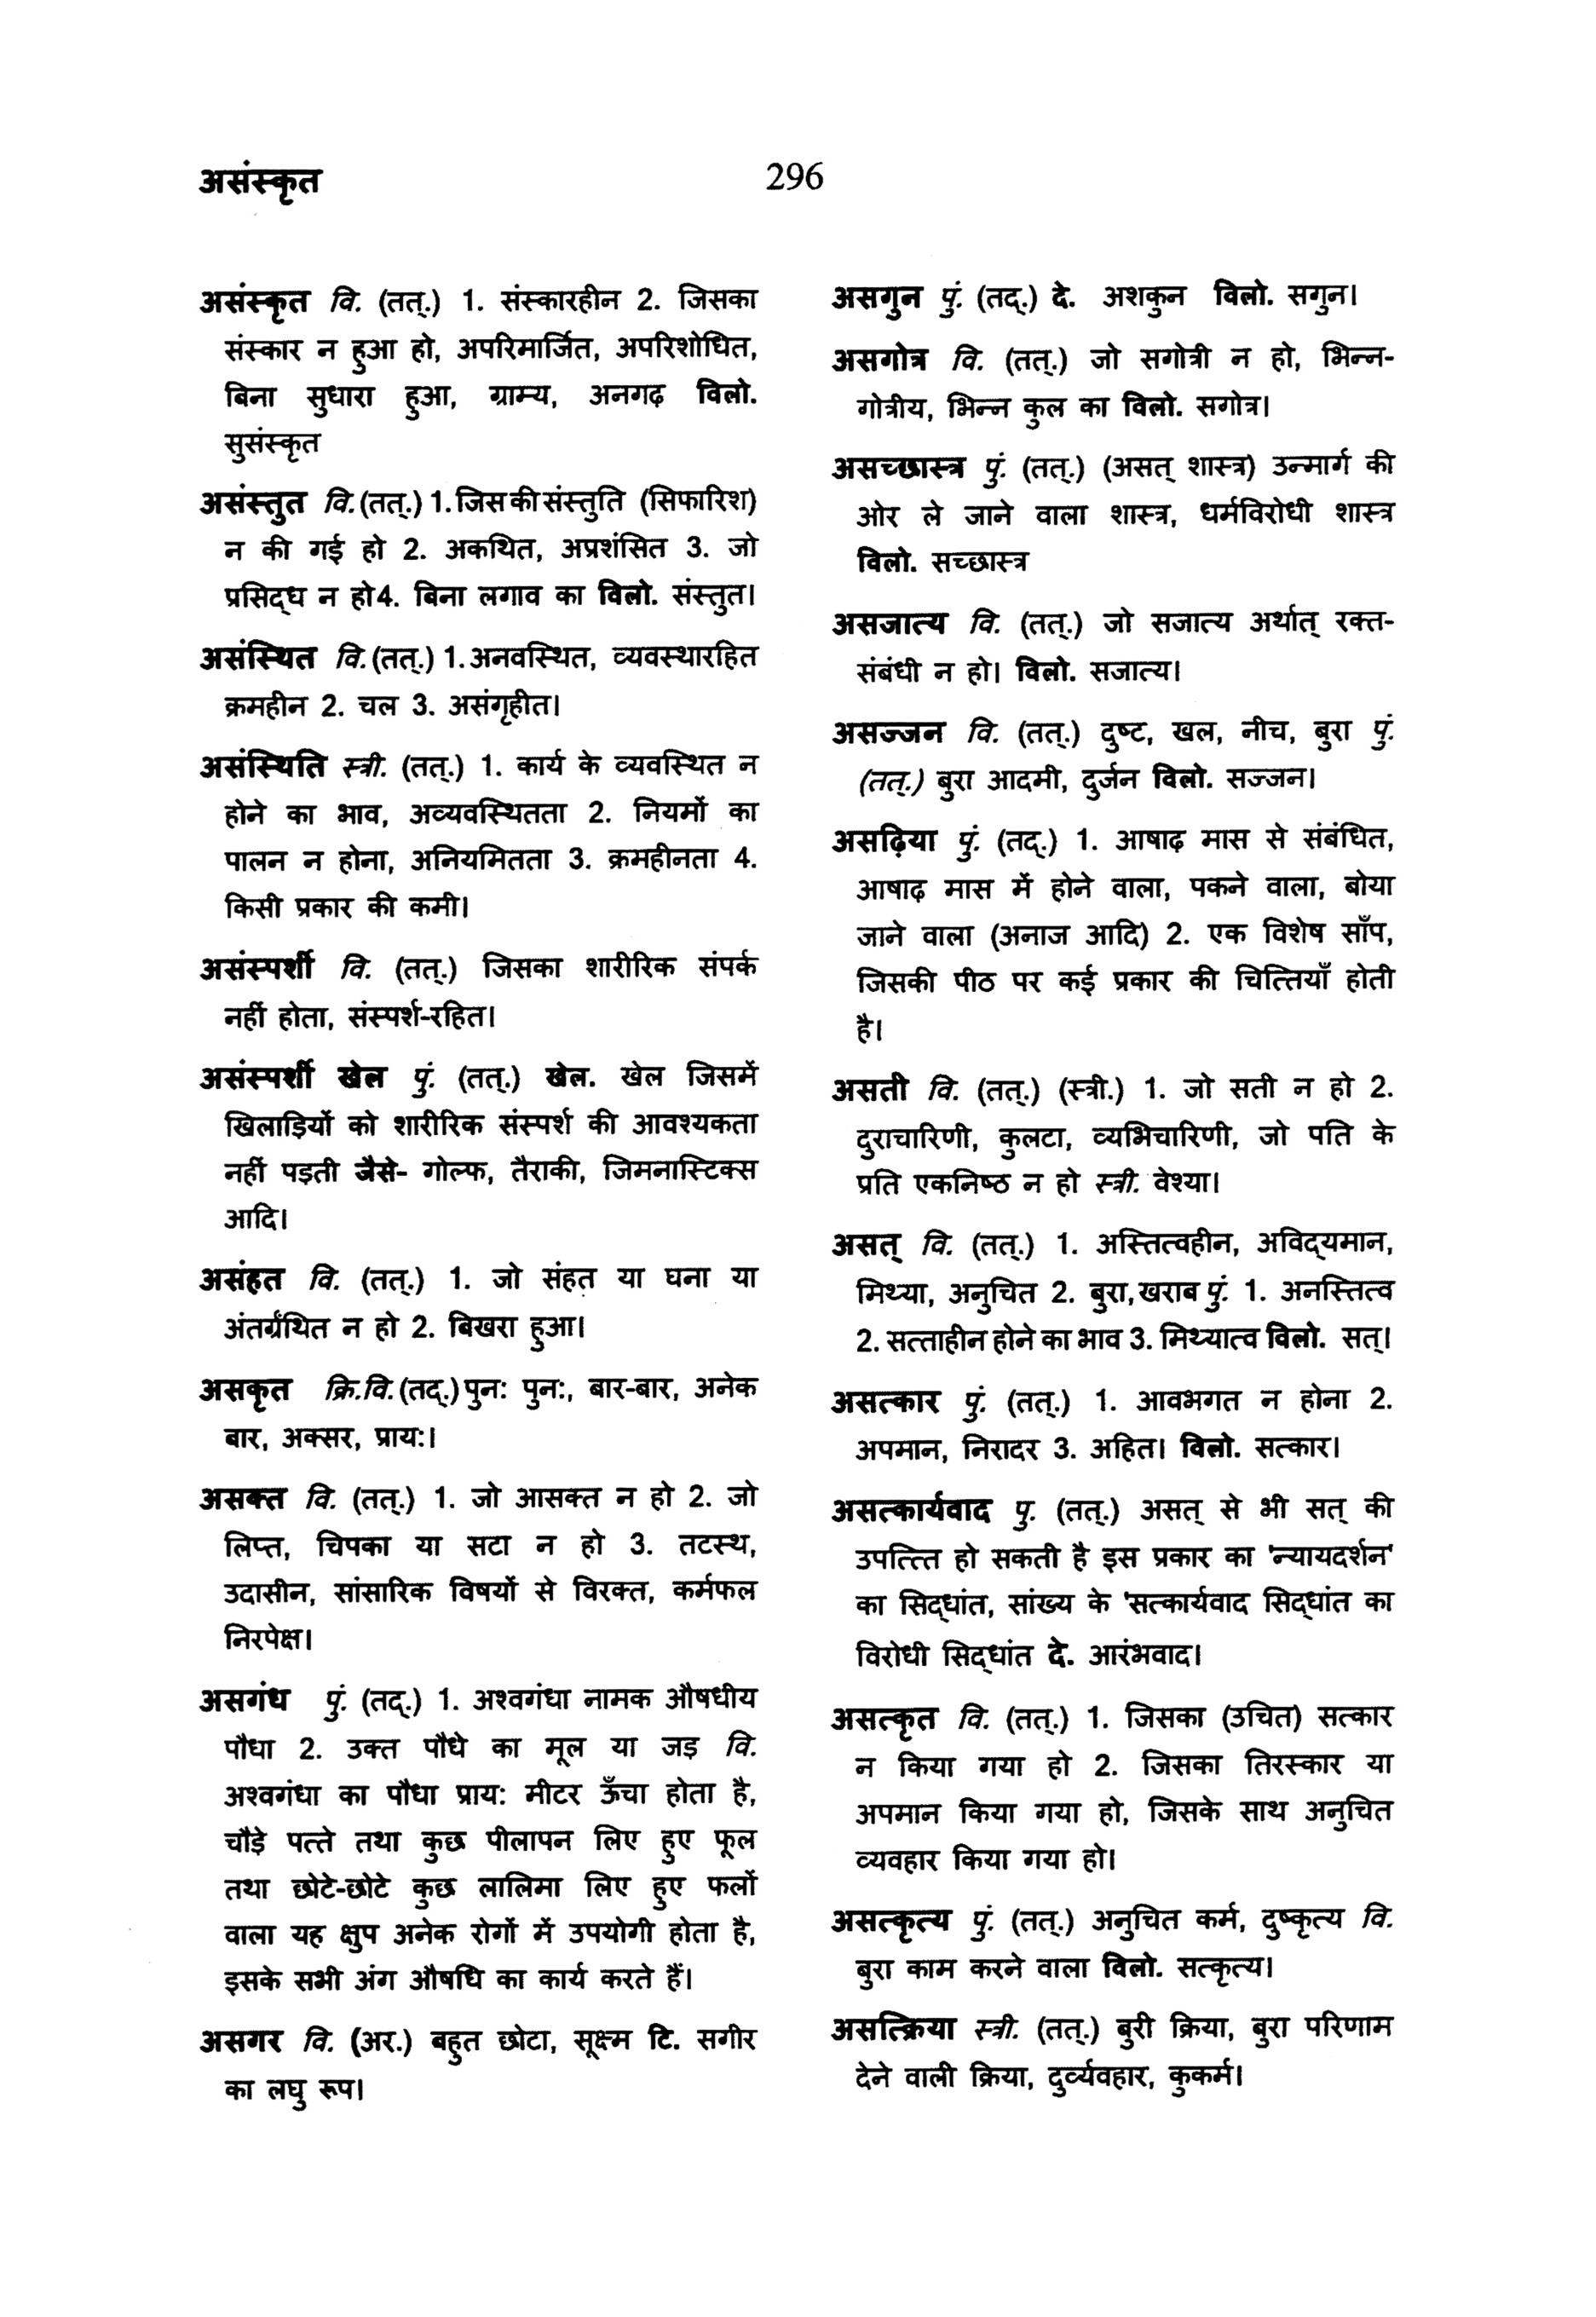 असंस्कृत
296
असंस्कृत वि. (तत्.) 1. संस्कारहीन 2. जिसका
संस्कार न हुआ हो, अपरिमार्जित, अपरिशोधित,
बिना सुधारा हुआ, ग्राम्य, अनगढ़ विलो.
सुसंस्कृत
असंस्तुत वि. (तत्.) 1. जिस की संस्तुति (सिफारिश)
न की गई हो 2. अकथित, अप्रशंसित 3. जो
प्रसिद्ध न हो4. बिना लगाव का विलो. संस्तुत।
असंस्थित वि. (तत्.) 1. अनवस्थित, व्यवस्थारहित
क्रमहीन 2. चल 3. असंगृहीत।
असंस्थिति स्त्री. (तत्.) 1. कार्य के व्यवस्थित न
होने का भाव, अव्यवस्थितता 2. नियमों का
पालन न होना, अनियमितता 3. क्रमहीनता 4.
किसी प्रकार की कमी।
असंस्पर्शी वि. (तत्.) जिसका शारीरिक संपर्क
नहीं होता, संस्पर्श-रहित।
असंस्पर्शी खेल पुं. (तत्.) खेल. खेल जिसमें
खिलाड़ियों को शारीरिक संस्पर्श की आवश्यकता
नहीं पड़ती जैसे- गोल्फ, तैराकी, जिमनास्टिक्स
आदि।
असंहत वि. (तत्.) 1. जो संहत या घना या
अंतर्ग्रंथित न हो 2. बिखरा हुआ।
असकृत क्रि.वि. (तद्.) पुन: पुन:, बार-बार, अनेक
बार, अक्सर, प्राय:।
असक्त वि. (तत्.) 1. जो आसक्त न हो 2. जो
लिप्त, चिपका या सटा न हो 3. तटस्थ,
उदासीन, सांसारिक विषयों से विरक्त, कर्मफल
निरपेक्ष।
असगंध पुं. (तद्.) 1. अश्वगंधा नामक औषधीय
पौधा 2. उक्त पौधे का मूल या जड़ वि.
अश्वगंधा का पौधा प्राय: मीटर ऊँचा होता है,
चौड़े पत्ते तथा कुछ पीलापन लिए हुए फूल
तथा छोटे-छोटे कुछ लालिमा लिए हुए फलों
वाला यह क्षुप अनेक रोगों में उपयोगी होता है,
इसके सभी अंग औषधि का कार्य करते हैं।
असगर वि. (अर.) बहुत छोटा, सूक्ष्म टि. सगीर
का लघु रूप।
असगुन पुं. (तद्.) दे. अशकुन विलो. सगुन।
असगोत्र वि. (तत्.) जो सगोत्री न हो, भिन्न-
गोत्रीय, भिन्न कुल का विलो. सगोत्र।
असच्छास्त्र पुं. (तत्.) (असत् शास्त्र) उन्मार्ग की
ओर ले जाने वाला शास्त्र, धर्मविरोधी शास्त्र
विलो. सच्छास्त्र
असजात्य वि. (तत्.) जो सजात्य अर्थात् रक्त-
संबंधी न हो। विलो. सजात्य।
असज्जन वि. (तत्.) दुष्ट, खल, नीच, बुरा पुं.
(तत्.) बुरा आदमी, दुर्जन विलो. सज्जन।
असढ़िया पुं. (तद्.) 1. आषाढ़ मास से संबंधित,
आषाढ़ मास में होने वाला, पकने वाला, बोया
जाने वाला (अनाज आदि) 2. एक विशेष साँप,
जिसकी पीठ पर कई प्रकार की चित्तियाँ होती
है।
असती वि. (तत्.) (स्त्री.) 1. जो सती न हो 2.
दुराचारिणी, कुलटा, व्यभिचारिणी, जो पति के
प्रति एकनिष्ठ न हो स्त्री. वेश्या।
असत् वि. (तत्.) 1. अस्तित्वहीन, अविद्यमान,
मिथ्या, अनुचित 2. बुरा, खराब पुं. 1. अनस्तित्व
2. सत्ताहीन होने का भाव 3. मिथ्यात्व विलो. सत्।
असत्कार पुं. (तत्.) 1. आवभगत न होना 2.
अपमान, निरादर 3. अहित। विलो. सत्कार।
असत्कार्यवाद पु. (तत्.) असत् से भी सत् की
उपत्त्ति हो सकती है इस प्रकार का 'न्यायदर्शन'
का सिद्धांत, सांख्य के 'सत्कार्यवाद सिद्धांत का
विरोधी सिद्धांत दे. आरंभवाद।
असत्कृत वि. (तत्.) 1. जिसका (उचित) सत्कार
न किया गया हो 2. जिसका तिरस्कार या
अपमान किया गया हो, जिसके साथ अनुचित
व्यवहार किया गया हो।
असत्कृत्य पुं. (तत्.) अनुचित कर्म, दुष्कृत्य वि.
बुरा काम करने वाला विलो. सत्कृत्य।
असत्क्रिया स्त्री. (तत्.) बुरी क्रिया, बुरा परिणाम
देने वाली क्रिया, दुर्व्यवहार, कुकर्म।